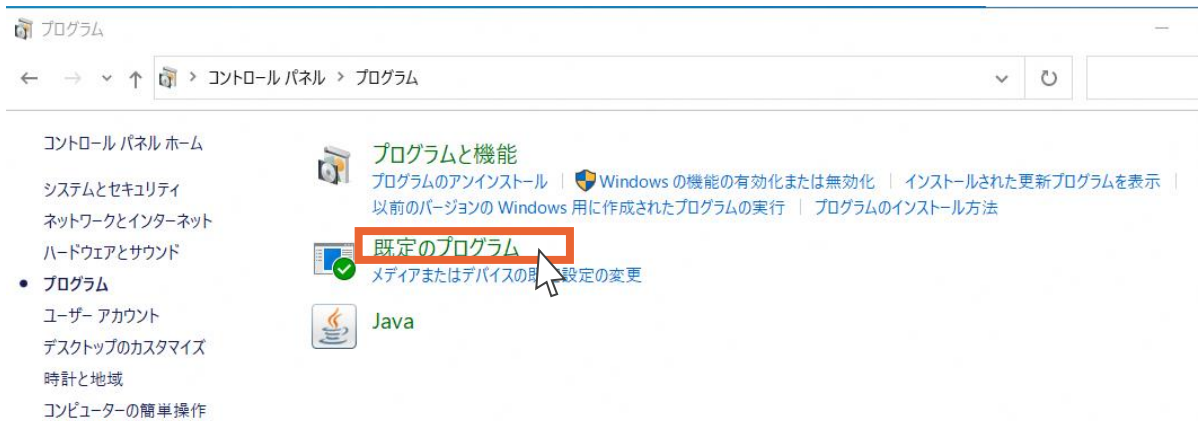 プログラム
コントロール パネル > プログラム
コントロール パネル ホーム
システムとセキュリティ
ネットワークとインターネット
ハードウェアとサウンド
プログラム
ユーザー アカウント
デスクトップのカスタマイズ
時計と地域
コンピューターの簡単操作
プログラムと機能
プログラムのアンインストール | Windows の機能の有効化または無効化 | インストールされた更新プログラムを表示 |
以前のバージョンの Windows 用に作成されたプログラムの実行 | プログラムのインストール方法
既定のプログラム
メディアまたはデバイスの既定設定の変更
Java